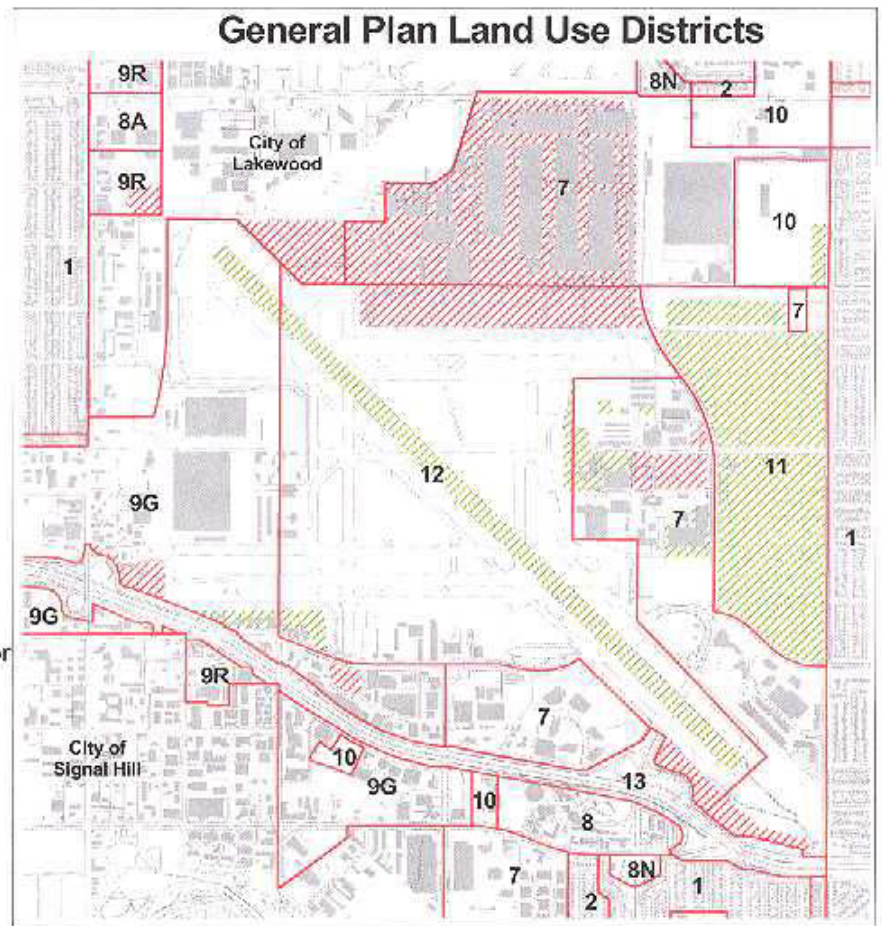 General Plan Land Use Districts
9R
8N
2
8A
10
City of
Lakewood
7
9R
10
1
7
12
11
9G
7
1
9G
or
9R
7
City of
Signal Hill
10
13
9G
10
8
8N
7
1
2